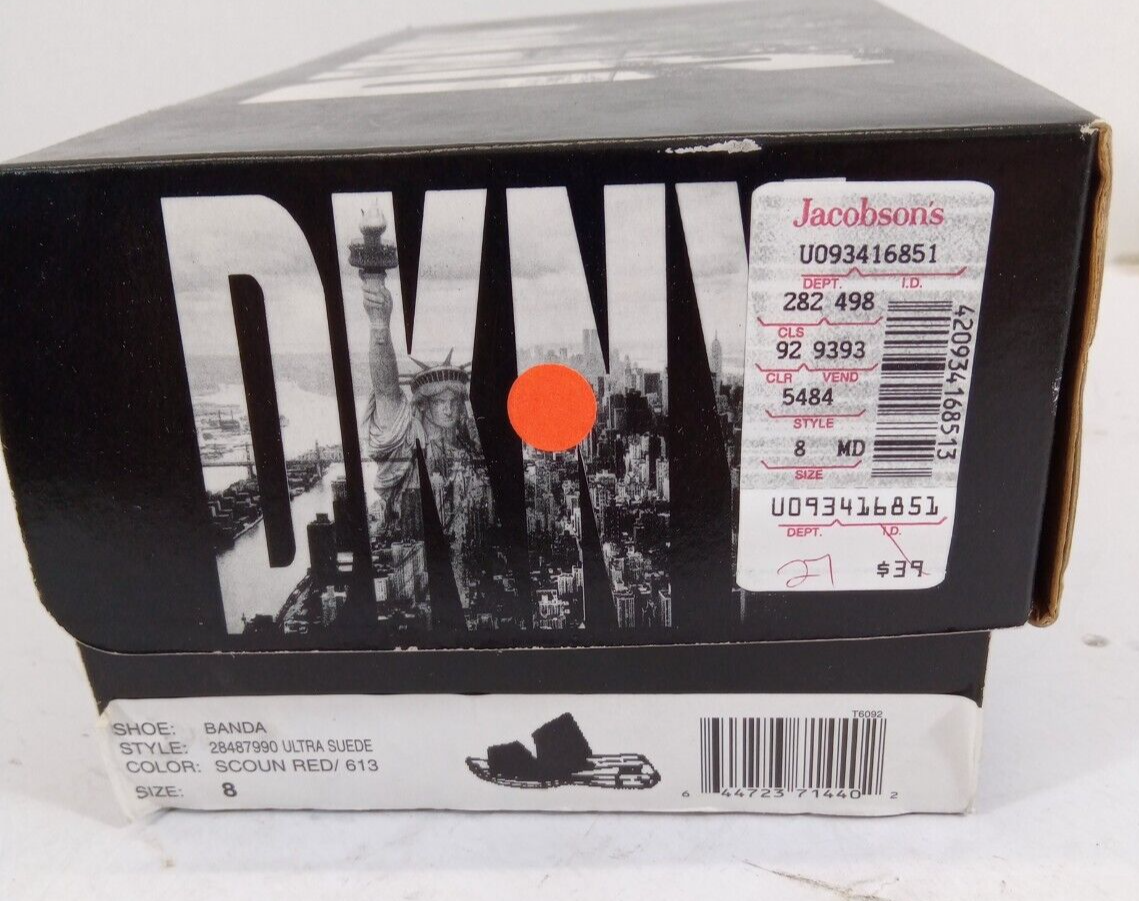 DKNY
Jacobson's
U093416851
DEPT. I.D.
282 498
CLS
92 9393
CLR VEND
5484
STYLE
8 MD
SIZE
420934168513
U093416851
DEPT. I.D.
27 $39
SHOE: BANDA
STYLE: 28487990 ULTRA SUEDE
COLOR: SCOUN RED/ 613
SIZE: 8
T6092
6 44723 71440 2